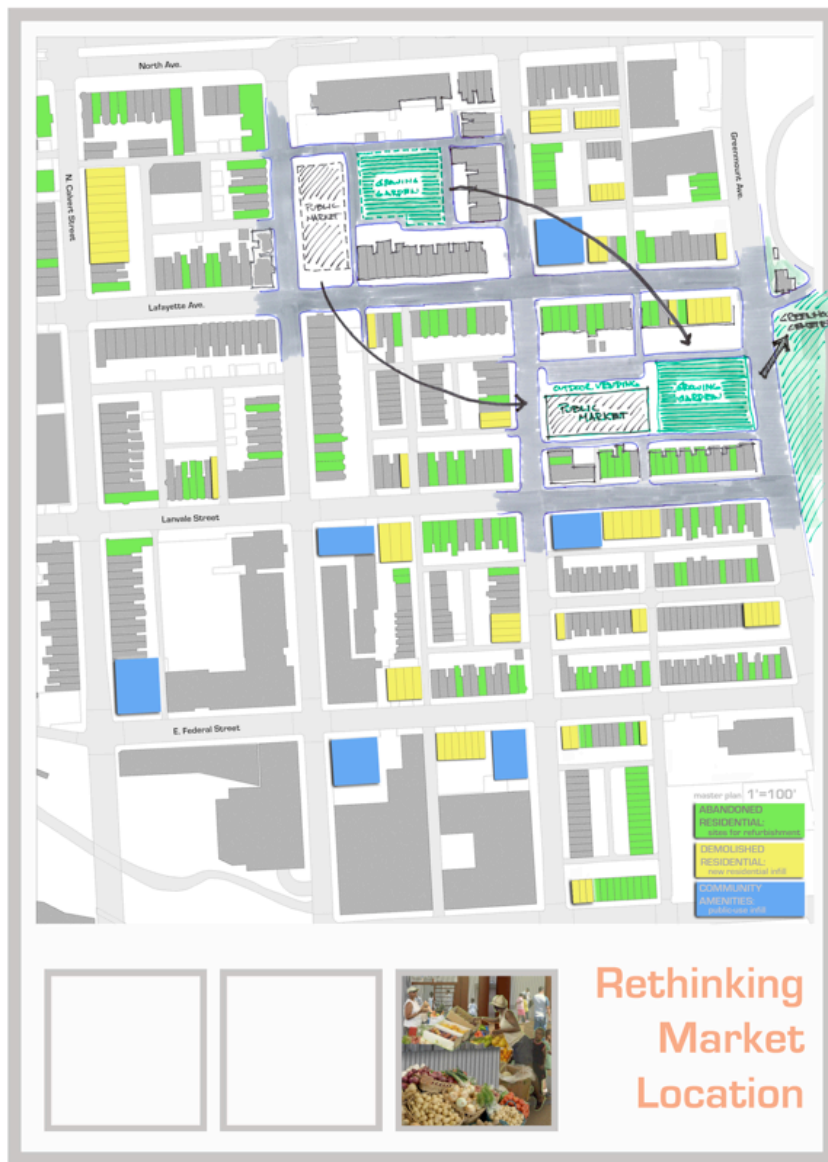 North Ave.
N. Calvert Street
Greenmount Ave.
GROWING
GARDEN
PUBLIC
MARKET
Lafayette Ave.
OUTDOOR VENDING
PUBLIC
MARKET
GROWING
GARDEN
Lanvale Street
E. Federal Street
master plan 1'=100'
ABANDONED
RESIDENTIAL:
sites for refurbishment
DEMOLISHED
RESIDENTIAL:
new residential infill
COMMUNITY
AMENITIES:
public-use infill
Rethinking
Market
Location